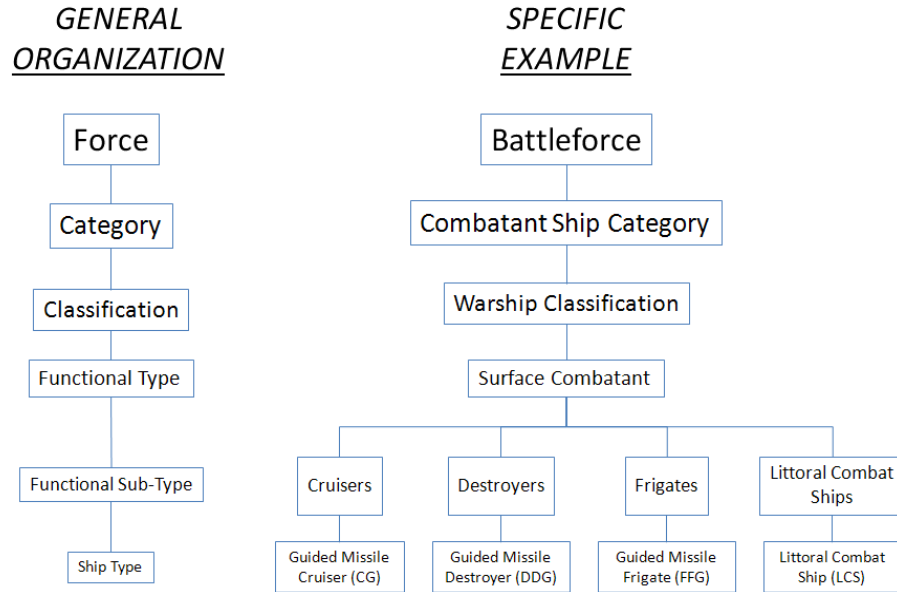 GENERAL
ORGANIZATION
SPECIFIC
EXAMPLE
Force
Category
Classification
Functional Type
Functional Sub-Type
Ship Type
Battleforce
Combatant Ship Category
Warship Classification
Surface Combatant
Cruisers
Destroyers
Frigates
Littoral Combat
Ships
Guided Missile
Cruiser (CG)
Guided Missile
Destroyer (DDG)
Guided Missile
Frigate (FFG)
Littoral Combat
Ship (LCS)